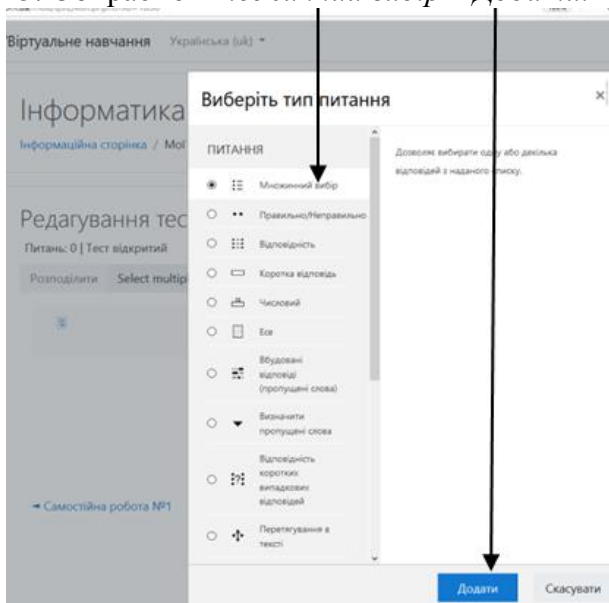 Віртуальне навчання Українська (uk)
Інформатика
Інформаційна сторінка / Мої
Редагування тес
Питань: 0 | Тест відкритий
Розподілити Select multip
◄ Самостійна робота №1
Виберіть тип питання ×
ПИТАННЯ
Множинний вибір
Правильно/Неправильно
Відповідність
Коротка відповідь
Числовий
Есе
Вбудовані
відповіді
(пропущені слова)
Визначити
пропущені слова
Відповідність
коротких
випадкових
відповідей
Перетягування в
тексті
Дозволяє вибирати одну або декілька
відповідей з наданого списку.
Додати Скасувати